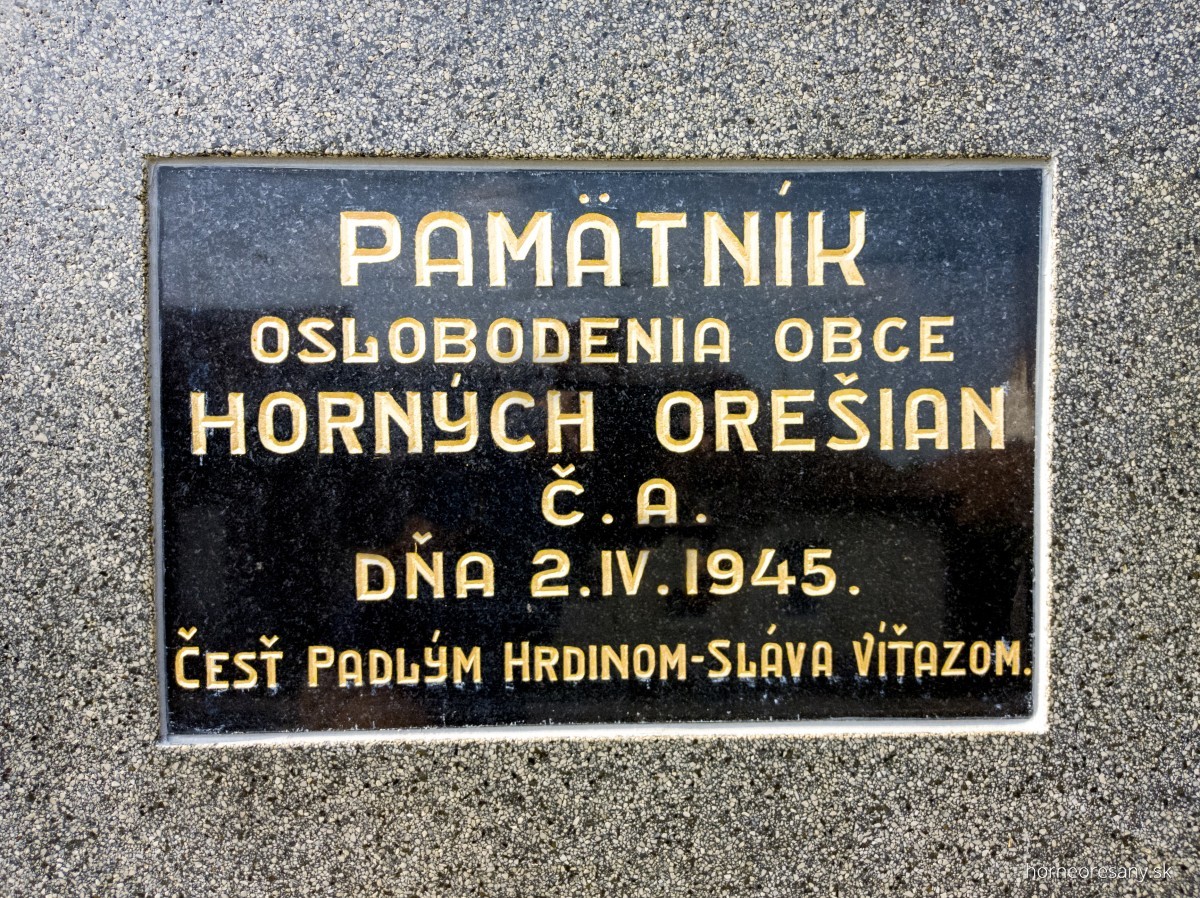 PAMÄTNÍK
OSLOBODENIA OBCE
HORNÝCH OREŠIAN
Č. A.
DŇA 2.IV.1945.
ČESŤ PADLÝM HRDINOM-SLÁVA VÍŤAZOM.
horneoresany.sk